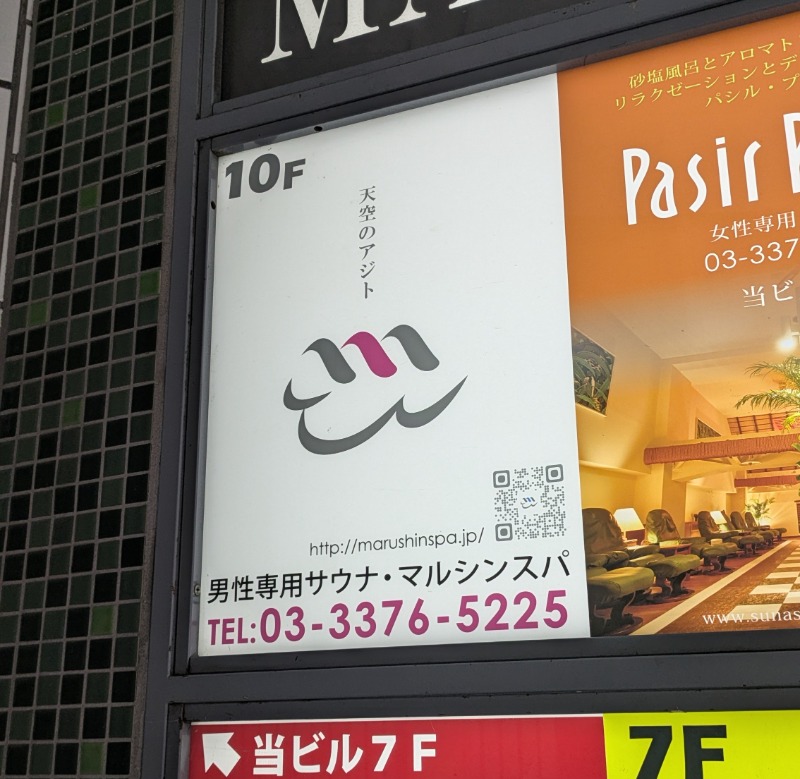 10F
天空のアジト
http://marushinspa.jp/
男性専用サウナ・マルシンスパ
TEL:03-3376-5225
砂塩風呂とアロマト
リラクゼーションとデ
パシル・プ
Pasir
女性専用
03-337
当ビ
www.sunas
当ビル7F
7F